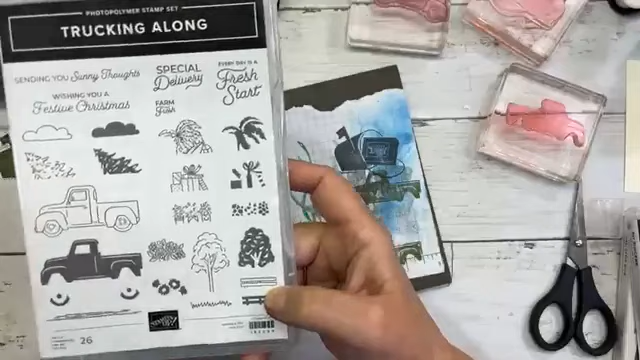 PHOTOPOLYMER STAMP SET
TRUCKING ALONG
SENDING YOU Sunny Thoughts
SPECIAL
Delivery
EVERY DAY IS A
Fresh
Start
WISHING YOU A
Festive Christmas
FARM
Fresh
26